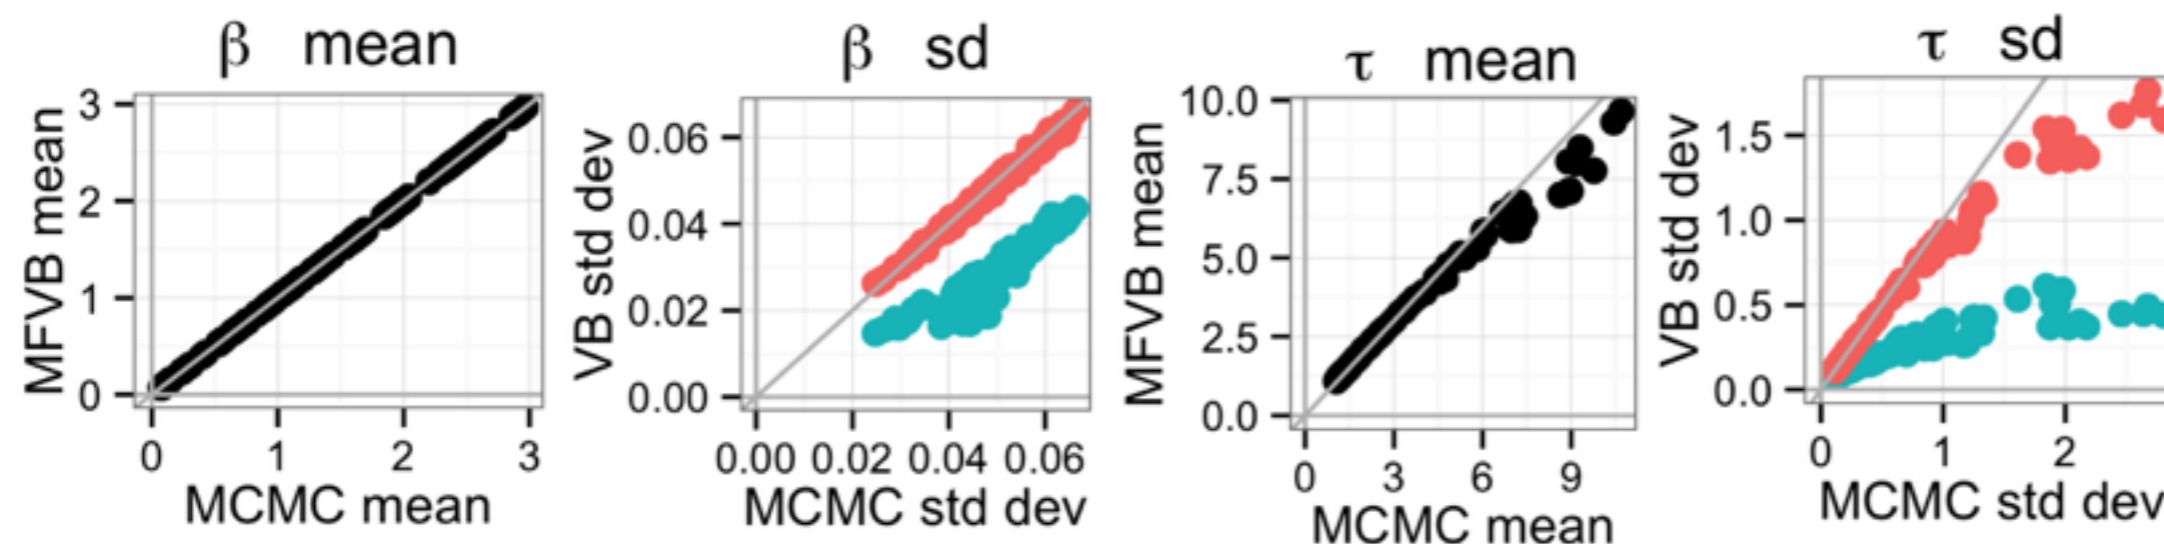 β mean
MFVB mean
3
2
1
0
0 1 2 3
MCMC mean
β sd
VB std dev
0.06
0.04
0.02
0.00
0.00 0.02 0.04 0.06
MCMC std dev
τ mean
MFVB mean
10.0
7.5
5.0
2.5
0.0
0 3 6 9
MCMC mean
τ sd
VB std dev
1.5
1.0
0.5
0.0
0 1 2
MCMC std dev